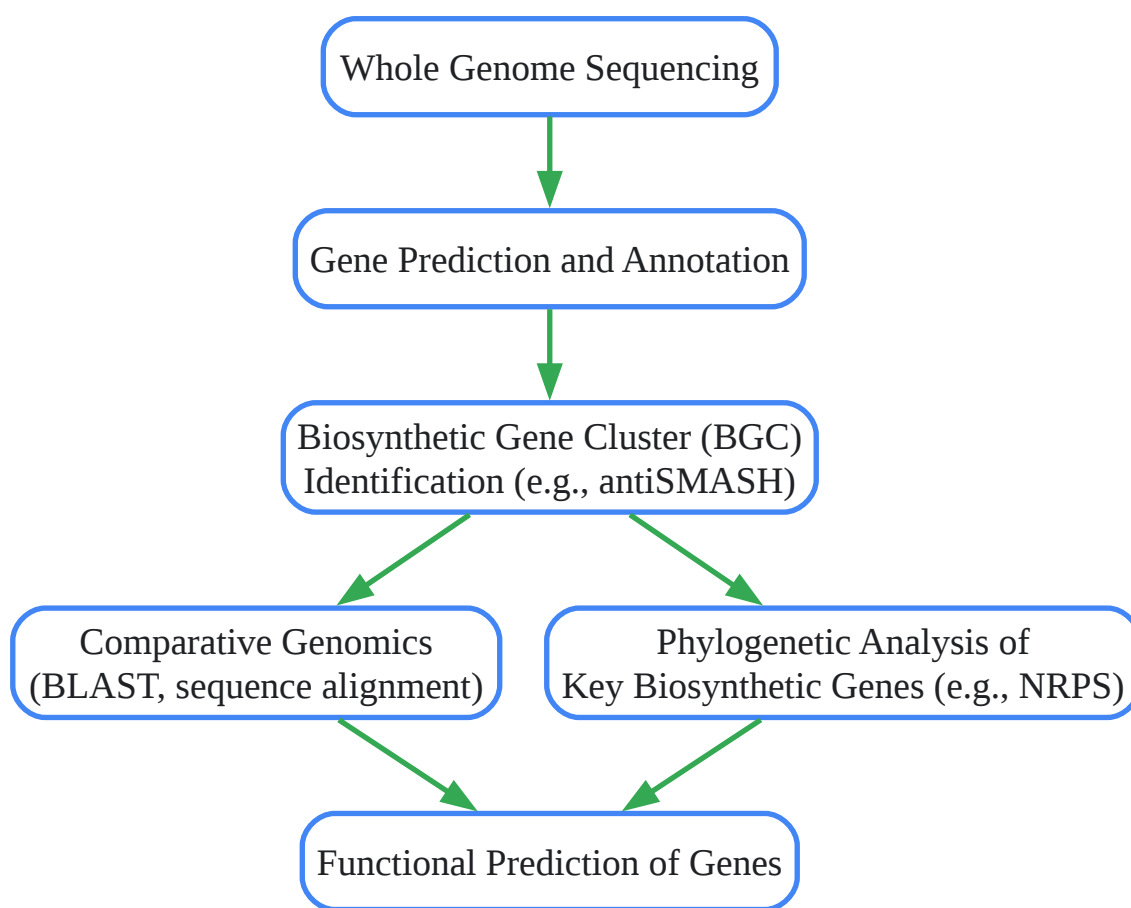 Whole Genome Sequencing
Gene Prediction and Annotation
Biosynthetic Gene Cluster (BGC)
Identification (e.g., antiSMASH)
Comparative Genomics
(BLAST, sequence alignment)
Phylogenetic Analysis of
Key Biosynthetic Genes (e.g., NRPS)
Functional Prediction of Genes